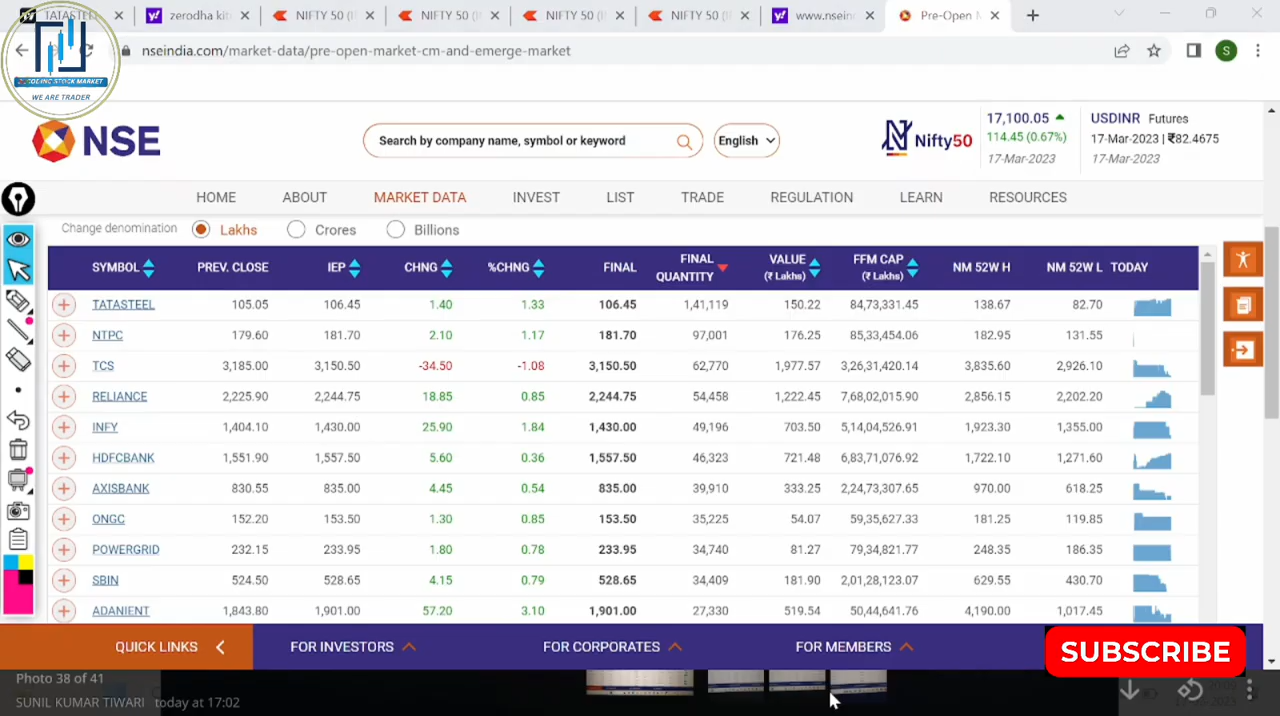 TATASTEEL
zerodha kit
NIFTY 50 (I
NIFTY 50 (
NIFTY 50 (I
NIFTY 50 (I
www.nsein
Pre-Open M
nseindia.com/market-data/pre-open-market-cm-and-emerge-market
S
STOCK MARKET
WE ARE TRADER
NSE
Search by company name, symbol or keyword
English
Nifty50
17,100.05
114.45 (0.67%)
17-Mar-2023
USDINR Futures
17-Mar-2023 | ₹82.4675
17-Mar-2023
HOME ABOUT MARKET DATA INVEST LIST TRADE REGULATION LEARN RESOURCES
Change denomination Lakhs Crores Billions
SYMBOL PREV. CLOSE IEP CHNG %CHNG FINAL FINAL QUANTITY VALUE (₹ Lakhs) FFM CAP (₹ Lakhs) NM 52W H NM 52W L TODAY
TATASTEEL 105.05 106.45 1.40 1.33 106.45 1,41,119 150.22 84,73,331.45 138.67 82.70
NTPC 179.60 181.70 2.10 1.17 181.70 97,001 176.25 85,33,454.06 182.95 131.55
TCS 3,185.00 3,150.50 -34.50 -1.08 3,150.50 62,770 1,977.57 3,26,31,420.14 3,835.60 2,926.10
RELIANCE 2,225.90 2,244.75 18.85 0.85 2,244.75 54,458 1,222.45 7,68,02,015.90 2,856.15 2,202.20
INFY 1,404.10 1,430.00 25.90 1.84 1,430.00 49,196 703.50 5,14,04,526.91 1,923.30 1,355.00
HDFCBANK 1,551.90 1,557.50 5.60 0.36 1,557.50 46,323 721.48 6,83,71,076.92 1,722.10 1,271.60
AXISBANK 830.55 835.00 4.45 0.54 835.00 39,910 333.25 2,24,73,307.65 970.00 618.25
ONGC 152.20 153.50 1.30 0.85 153.50 35,225 54.07 59,35,627.33 181.25 119.85
POWERGRID 232.15 233.95 1.80 0.78 233.95 34,740 81.27 79,34,821.77 248.35 186.35
SBIN 524.50 528.65 4.15 0.79 528.65 34,409 181.90 2,01,28,123.07 629.55 430.70
ADANIENT 1,843.80 1,901.00 57.20 3.10 1,901.00 27,330 519.54 50,44,641.76 4,190.00 1,017.45
QUICK LINKS FOR INVESTORS FOR CORPORATES FOR MEMBERS
SUBSCRIBE
Photo 38 of 41
SUNIL KUMAR TIWARI today at 17:02